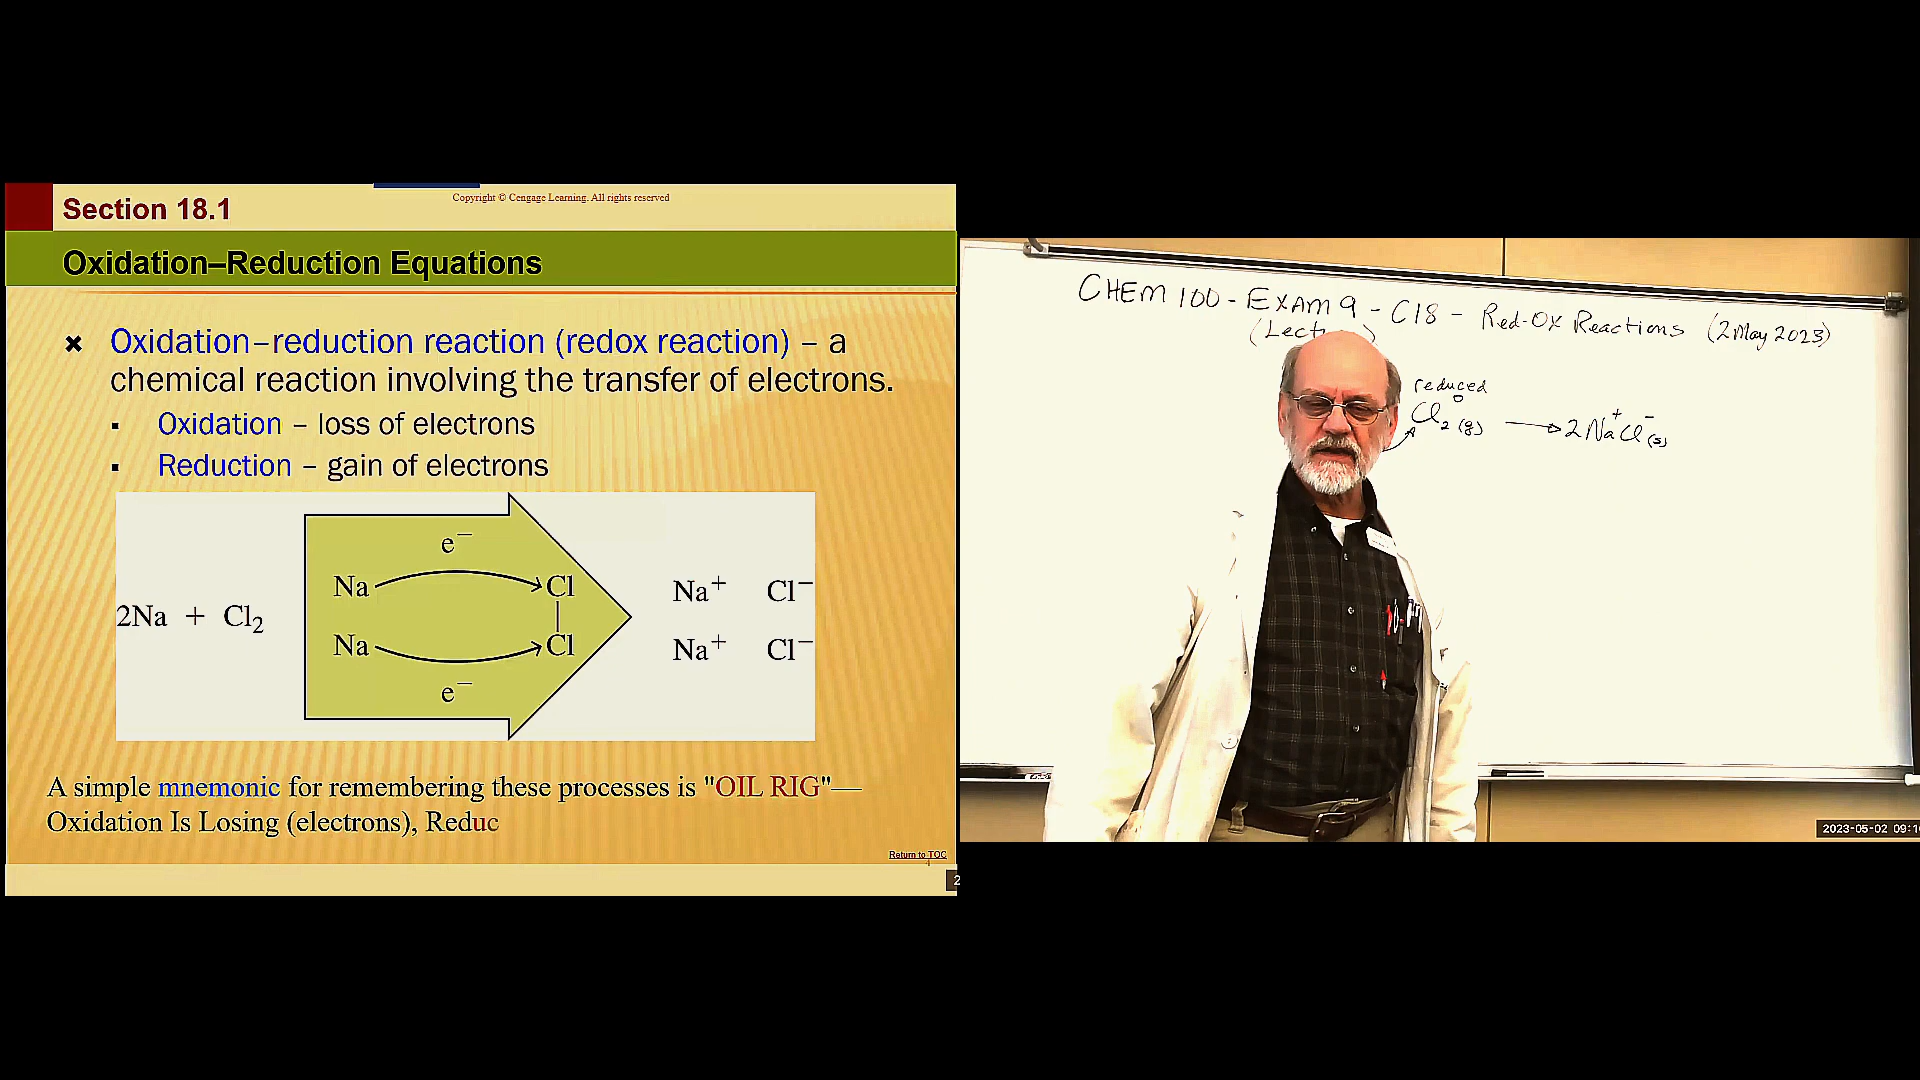 Section 18.1
Copyright © Cengage Learning. All rights reserved
Oxidation–Reduction Equations
Oxidation–reduction reaction (redox reaction) – a
chemical reaction involving the transfer of electrons.
Oxidation – loss of electrons
Reduction – gain of electrons
2Na + Cl₂
e⁻
Na Cl
Na Cl
e⁻
Na⁺ Cl⁻
Na⁺ Cl⁻
A simple mnemonic for remembering these processes is "OIL RIG"—
Oxidation Is Losing (electrons), Reduc
Return to TOC
2
CHEM 100 - EXAM 9 - C18 - Red-Ox Reactions (2 May 2023)
reduced
Cl₂ (g) → 2Na⁺Cl⁻(s)
2023-05-02 09:1